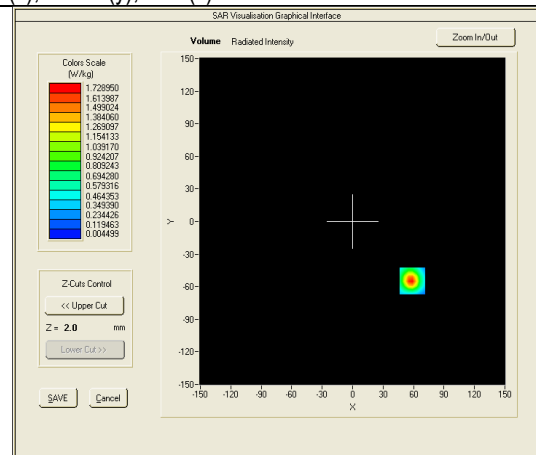 SAR Visualisation Graphical Interface
Volume Radiated Intensity
Zoom In/Out
Colors Scale
(W/kg)
1.728950
1.613987
1.499024
1.384060
1.269097
1.154133
1.039170
0.924207
0.809243
0.694280
0.579316
0.464353
0.349390
0.234426
0.119463
0.004499
Z-Cuts Control
<< Upper Cut
Z = 2.0 mm
Lower Cut >>
SAVE Cancel
150
120
90
60
30
0
-30
-60
-90
-120
-150
Y
-150 -120 -90 -60 -30 0 30 60 90 120 150
X